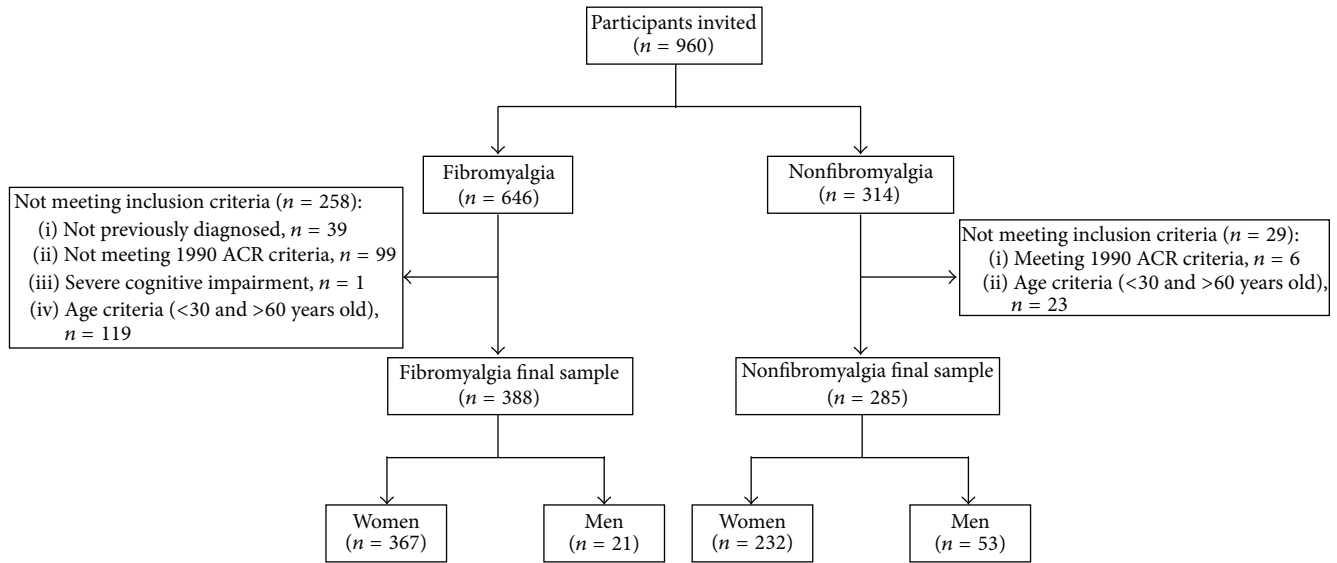 Participants invited
(n = 960)
Fibromyalgia
(n = 646)
Nonfibromyalgia
(n = 314)
Not meeting inclusion criteria (n = 258):
(i) Not previously diagnosed, n = 39
(ii) Not meeting 1990 ACR criteria, n = 99
(iii) Severe cognitive impairment, n = 1
(iv) Age criteria (<30 and >60 years old),
n = 119
Not meeting inclusion criteria (n = 29):
(i) Meeting 1990 ACR criteria, n = 6
(ii) Age criteria (<30 and >60 years old),
n = 23
Fibromyalgia final sample
(n = 388)
Nonfibromyalgia final sample
(n = 285)
Women
(n = 367)
Men
(n = 21)
Women
(n = 232)
Men
(n = 53)